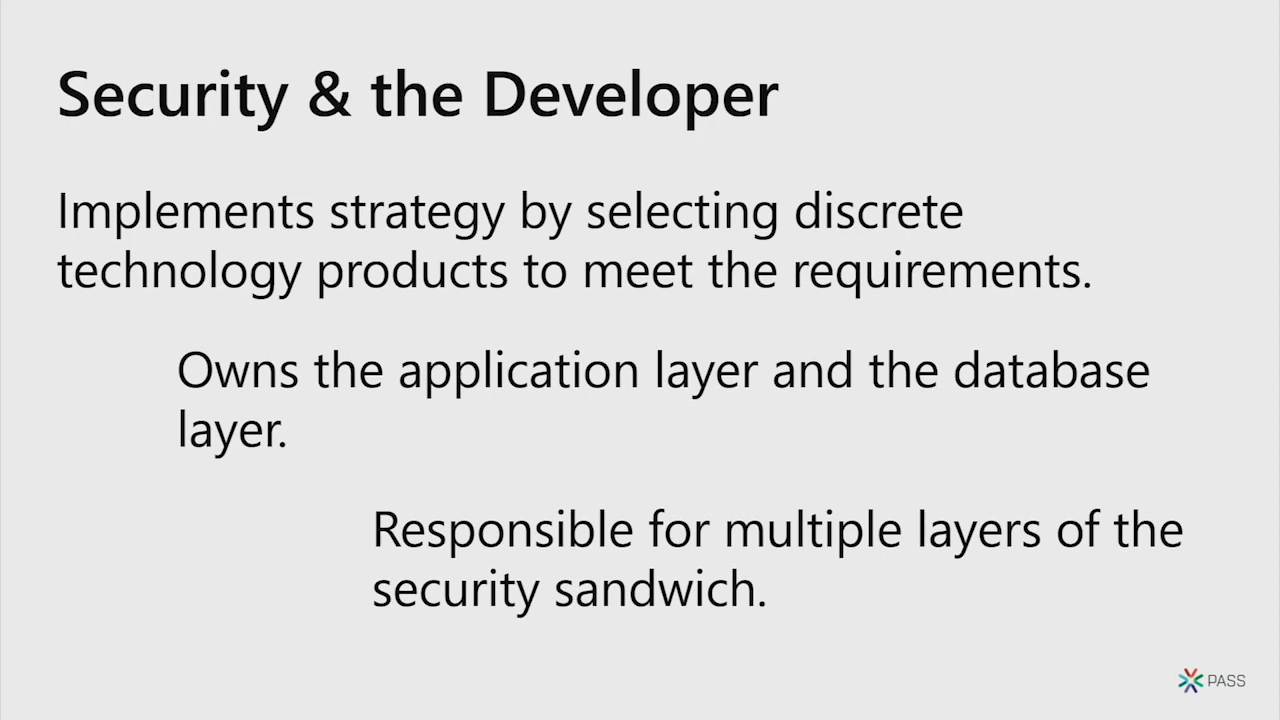 Security & the Developer
Implements strategy by selecting discrete
technology products to meet the requirements.
Owns the application layer and the database
layer.
Responsible for multiple layers of the
security sandwich.
PASS